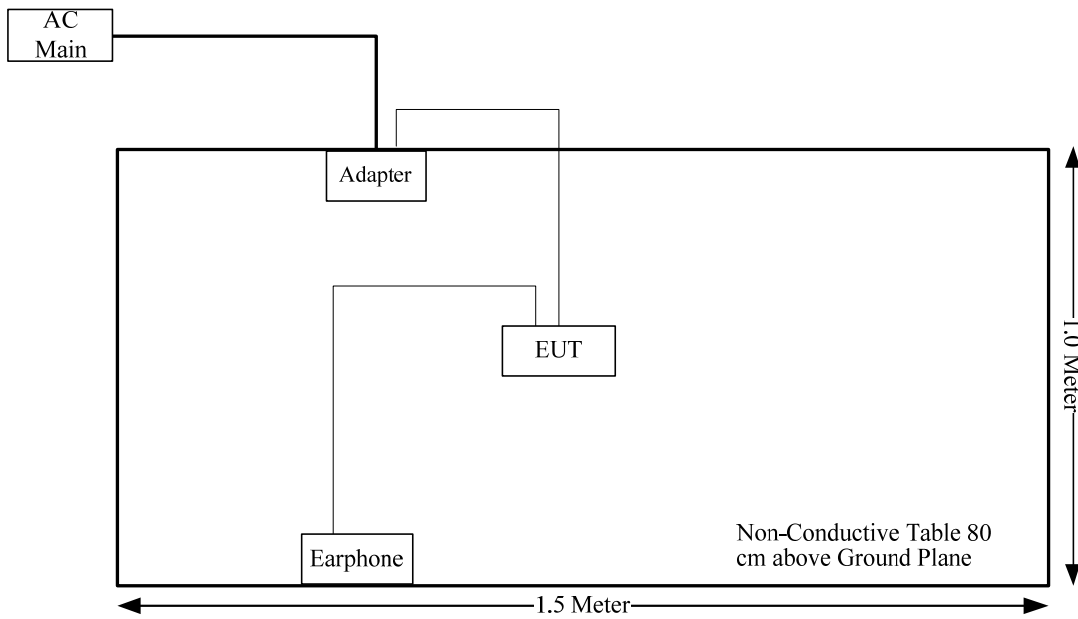 AC
Main
Adapter
EUT
1.0 Meter
Non-Conductive Table 80
cm above Ground Plane
Earphone
1.5 Meter